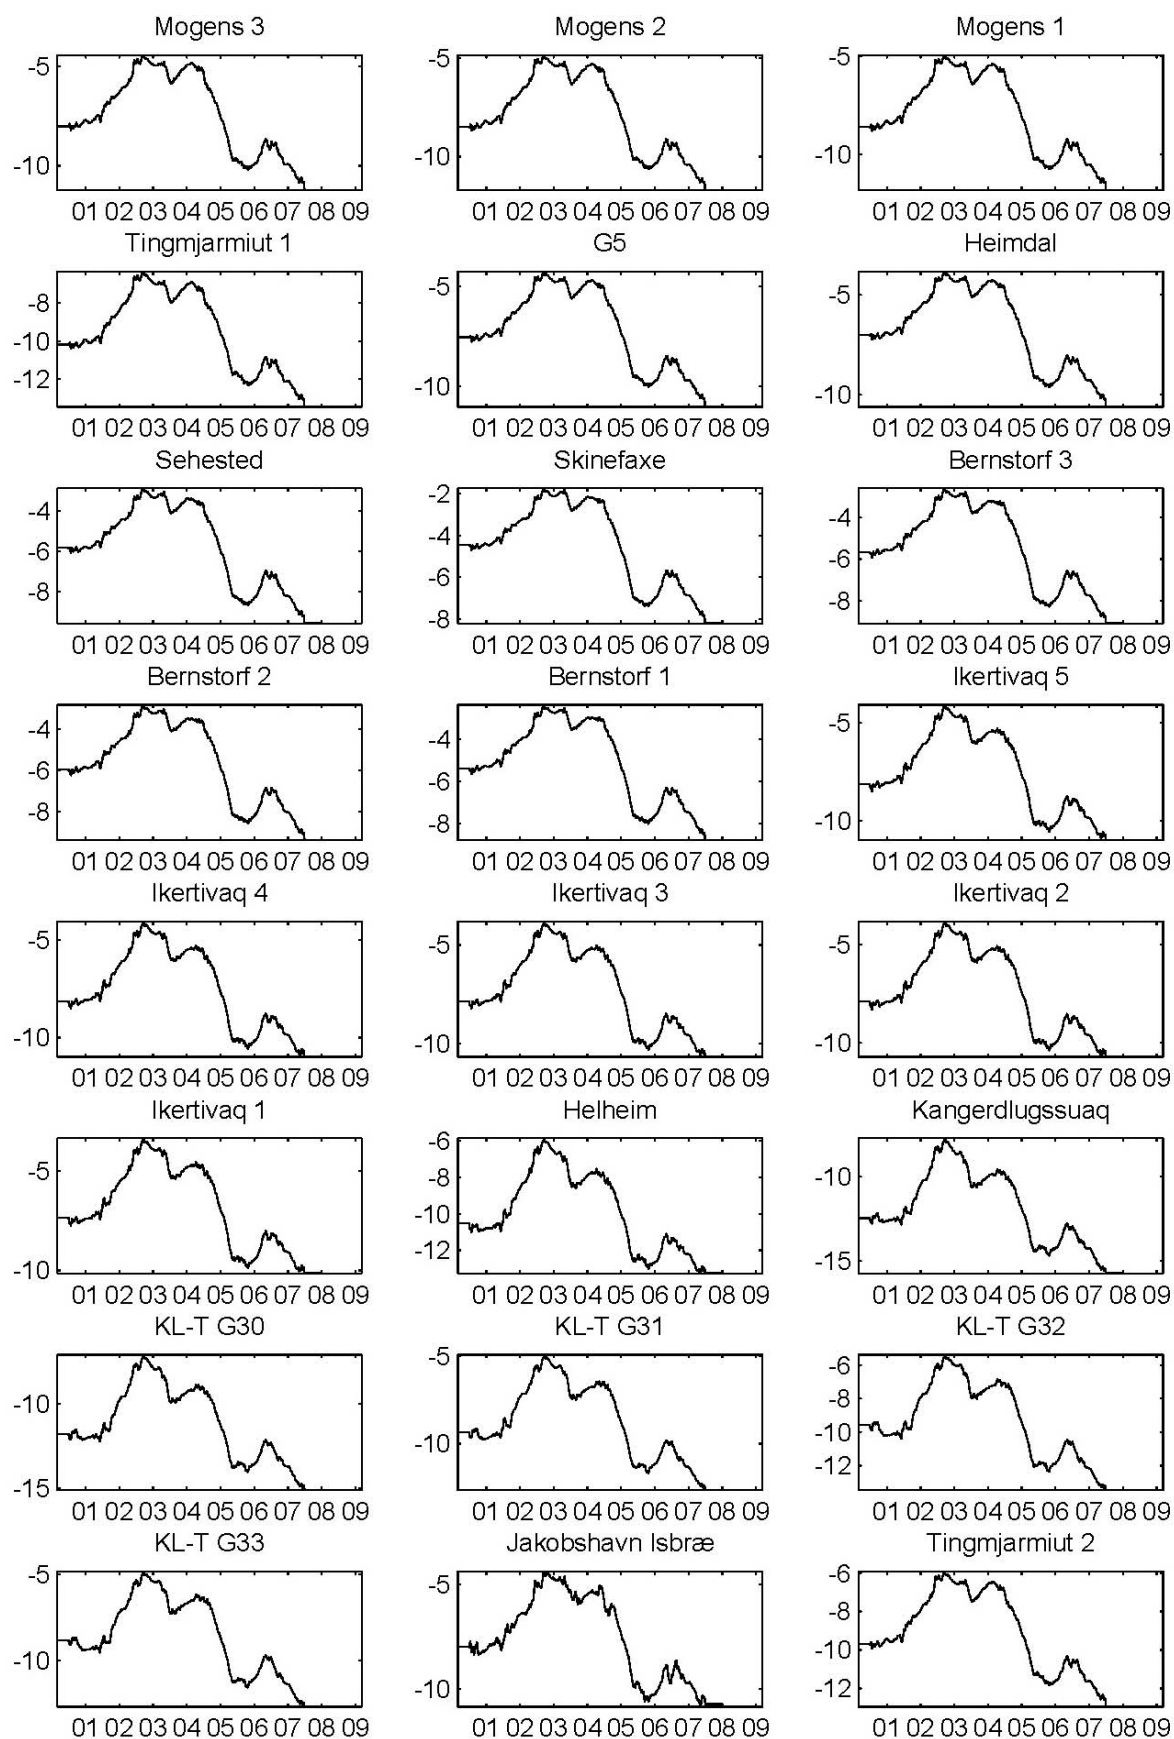 Mogens 3 Mogens 2 Mogens 1
-5 -5 -5
-10 -10 -10
01 02 03 04 05 06 07 08 09 01 02 03 04 05 06 07 08 09 01 02 03 04 05 06 07 08 09
Tingmjarmiut 1 G5 Heimdal
-8 -5 -5
-10
-12 -10 -10
01 02 03 04 05 06 07 08 09 01 02 03 04 05 06 07 08 09 01 02 03 04 05 06 07 08 09
Sehested Skinefaxe Bernstorf 3
-4 -2 -4
-6 -4 -6
-8 -6 -8
-8
01 02 03 04 05 06 07 08 09 01 02 03 04 05 06 07 08 09 01 02 03 04 05 06 07 08 09
Bernstorf 2 Bernstorf 1 Ikertivaq 5
-4 -4 -5
-6 -6
-8 -8 -10
01 02 03 04 05 06 07 08 09 01 02 03 04 05 06 07 08 09 01 02 03 04 05 06 07 08 09
Ikertivaq 4 Ikertivaq 3 Ikertivaq 2
-5 -5 -5
-10 -10 -10
01 02 03 04 05 06 07 08 09 01 02 03 04 05 06 07 08 09 01 02 03 04 05 06 07 08 09
Ikertivaq 1 Helheim Kangerdlugssuaq
-5 -6 -10
-8
-10
-10 -12 -15
01 02 03 04 05 06 07 08 09 01 02 03 04 05 06 07 08 09 01 02 03 04 05 06 07 08 09
KL-T G30 KL-T G31 KL-T G32
-10 -5 -6
-8
-10
-15 -10 -12
01 02 03 04 05 06 07 08 09 01 02 03 04 05 06 07 08 09 01 02 03 04 05 06 07 08 09
KL-T G33 Jakobshavn Isbræ Tingmjarmiut 2
-5 -5 -6
-8
-10
-10 -10 -12
01 02 03 04 05 06 07 08 09 01 02 03 04 05 06 07 08 09 01 02 03 04 05 06 07 08 09